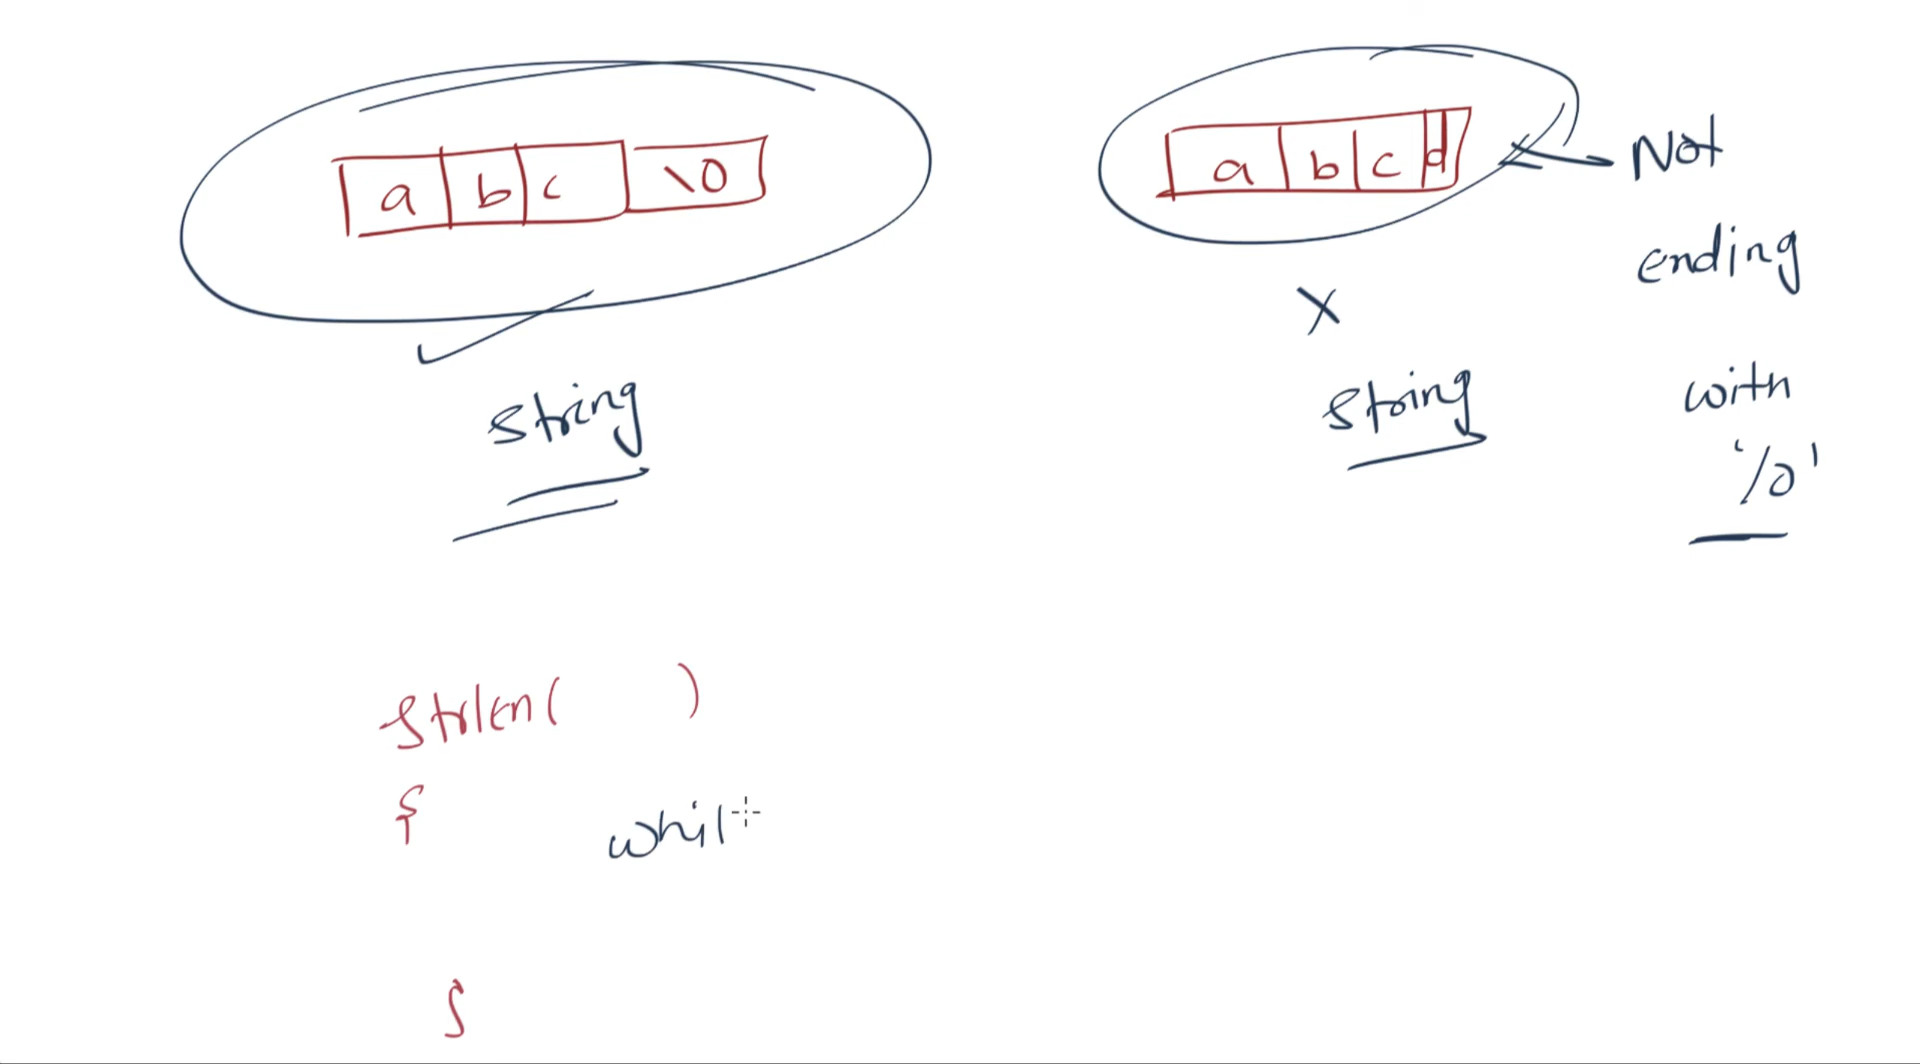 a b c \0
a b c d
Not
ending
with
'/0'
String
String
Strlen( )
{
whil
}